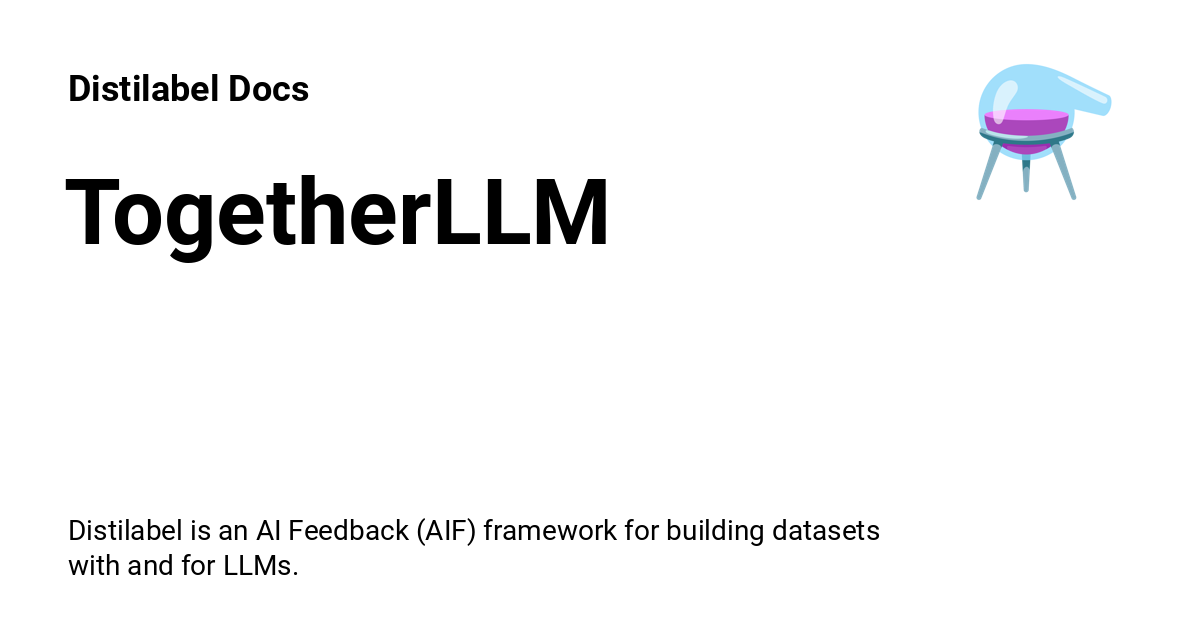 Distilabel Docs
TogetherLLM
Distilabel is an AI Feedback (AIF) framework for building datasets
with and for LLMs.